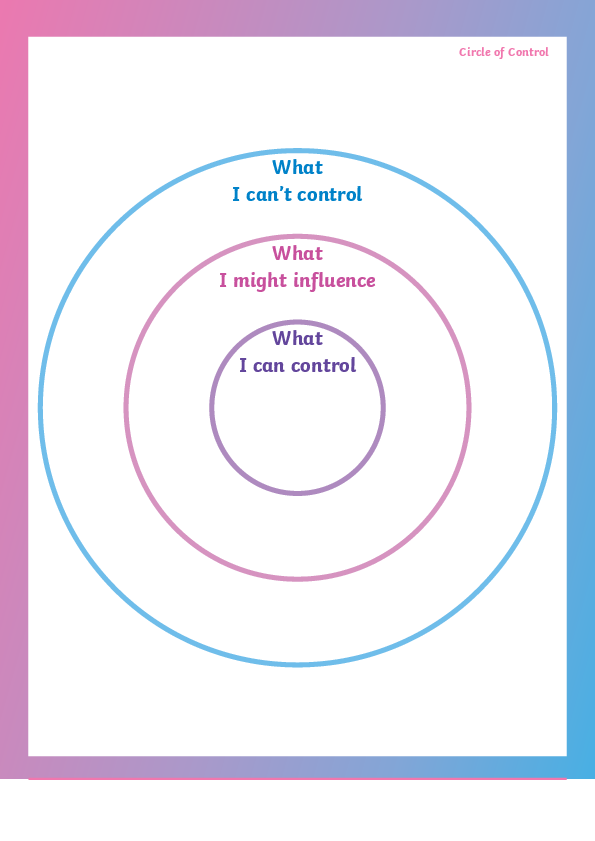 Circle of Control
What
I can't control
What
I might influence
What
I can control